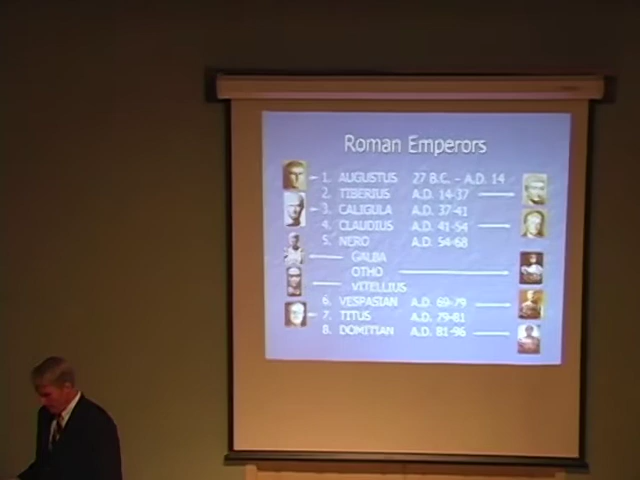 Roman Emperors
1. AUGUSTUS 27 B.C. - A.D. 14
2. TIBERIUS A.D. 14-37
3. CALIGULA A.D. 37-41
4. CLAUDIUS A.D. 41-54
5. NERO A.D. 54-68
GALBA
OTHO
VITELLIUS
6. VESPASIAN A.D. 69-79
7. TITUS A.D. 79-81
8. DOMITIAN A.D. 81-96